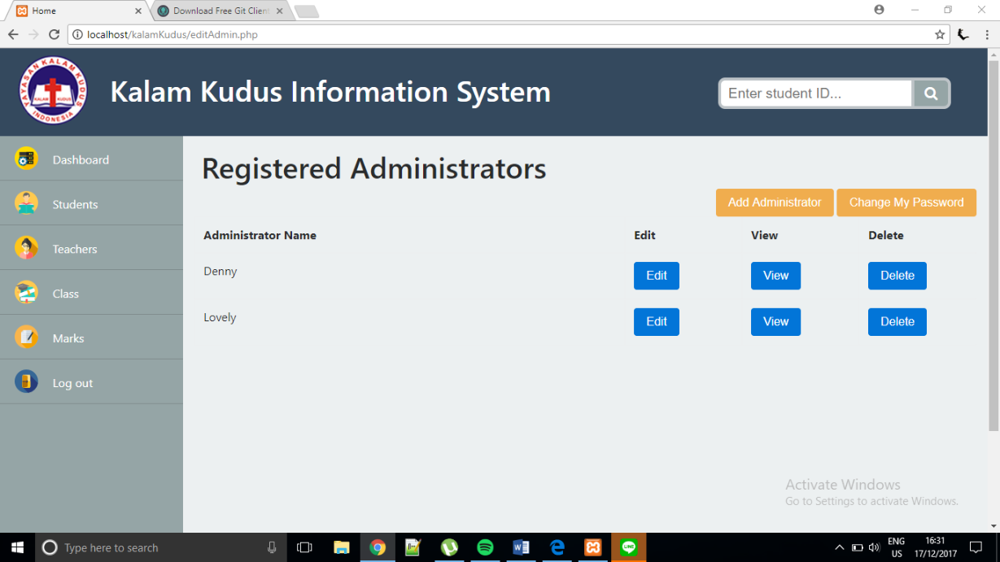 Home
Download Free Git Client
localhost/kalamKudus/editAdmin.php
YAYASAN KALAM KUDUS
KALAM KUDUS
INDONESIA
Kalam Kudus Information System
Enter student ID...
Dashboard
Students
Teachers
Class
Marks
Log out
Registered Administrators
Add Administrator Change My Password
Administrator Name Edit View Delete
Denny Edit View Delete
Lovely Edit View Delete
Activate Windows
Go to Settings to activate Windows.
Type here to search
ENG
US
16:31
17/12/2017